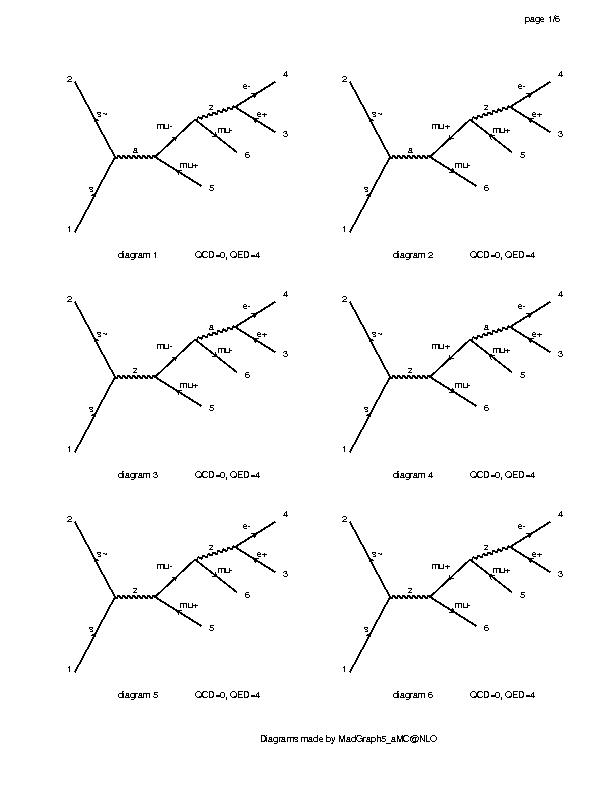 page 1/6
2
s~
s
1
a
mu-
z
e-
4
e+
3
mu-
6
mu+
5
diagram 1 QCD=0, QED=4
2
s~
s
1
a
mu+
z
e-
4
e+
3
mu+
5
mu-
6
diagram 2 QCD=0, QED=4
2
s~
s
1
z
mu-
a
e-
4
e+
3
mu-
6
mu+
5
diagram 3 QCD=0, QED=4
2
s~
s
1
z
mu+
a
e-
4
e+
3
mu+
5
mu-
6
diagram 4 QCD=0, QED=4
2
s~
s
1
z
mu-
z
e-
4
e+
3
mu-
6
mu+
5
diagram 5 QCD=0, QED=4
2
s~
s
1
z
mu+
z
e-
4
e+
3
mu+
5
mu-
6
diagram 6 QCD=0, QED=4
Diagrams made by MadGraph5_aMC@NLO